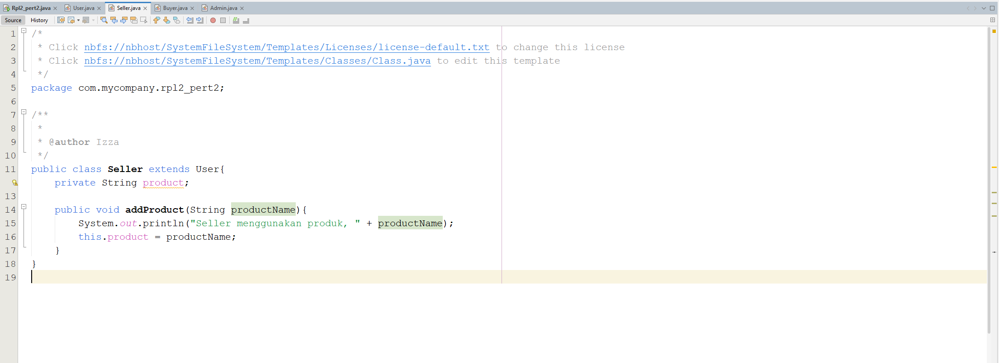 Rpl2_pert2.java User.java Seller.java Buyer.java Admin.java
Source History
1 /*
2  * Click nbfs://nbhost/SystemFileSystem/Templates/Licenses/license-default.txt to change this license
3  * Click nbfs://nbhost/SystemFileSystem/Templates/Classes/Class.java to edit this template
4  */
5 package com.mycompany.rpl2_pert2;
6
7 /**
8  *
9  * @author Izza
10  */
11 public class Seller extends User{
    private String product;
13
14     public void addProduct(String productName){
15         System.out.println("Seller menggunakan produk, " + productName);
16         this.product = productName;
17     }
18 }
19